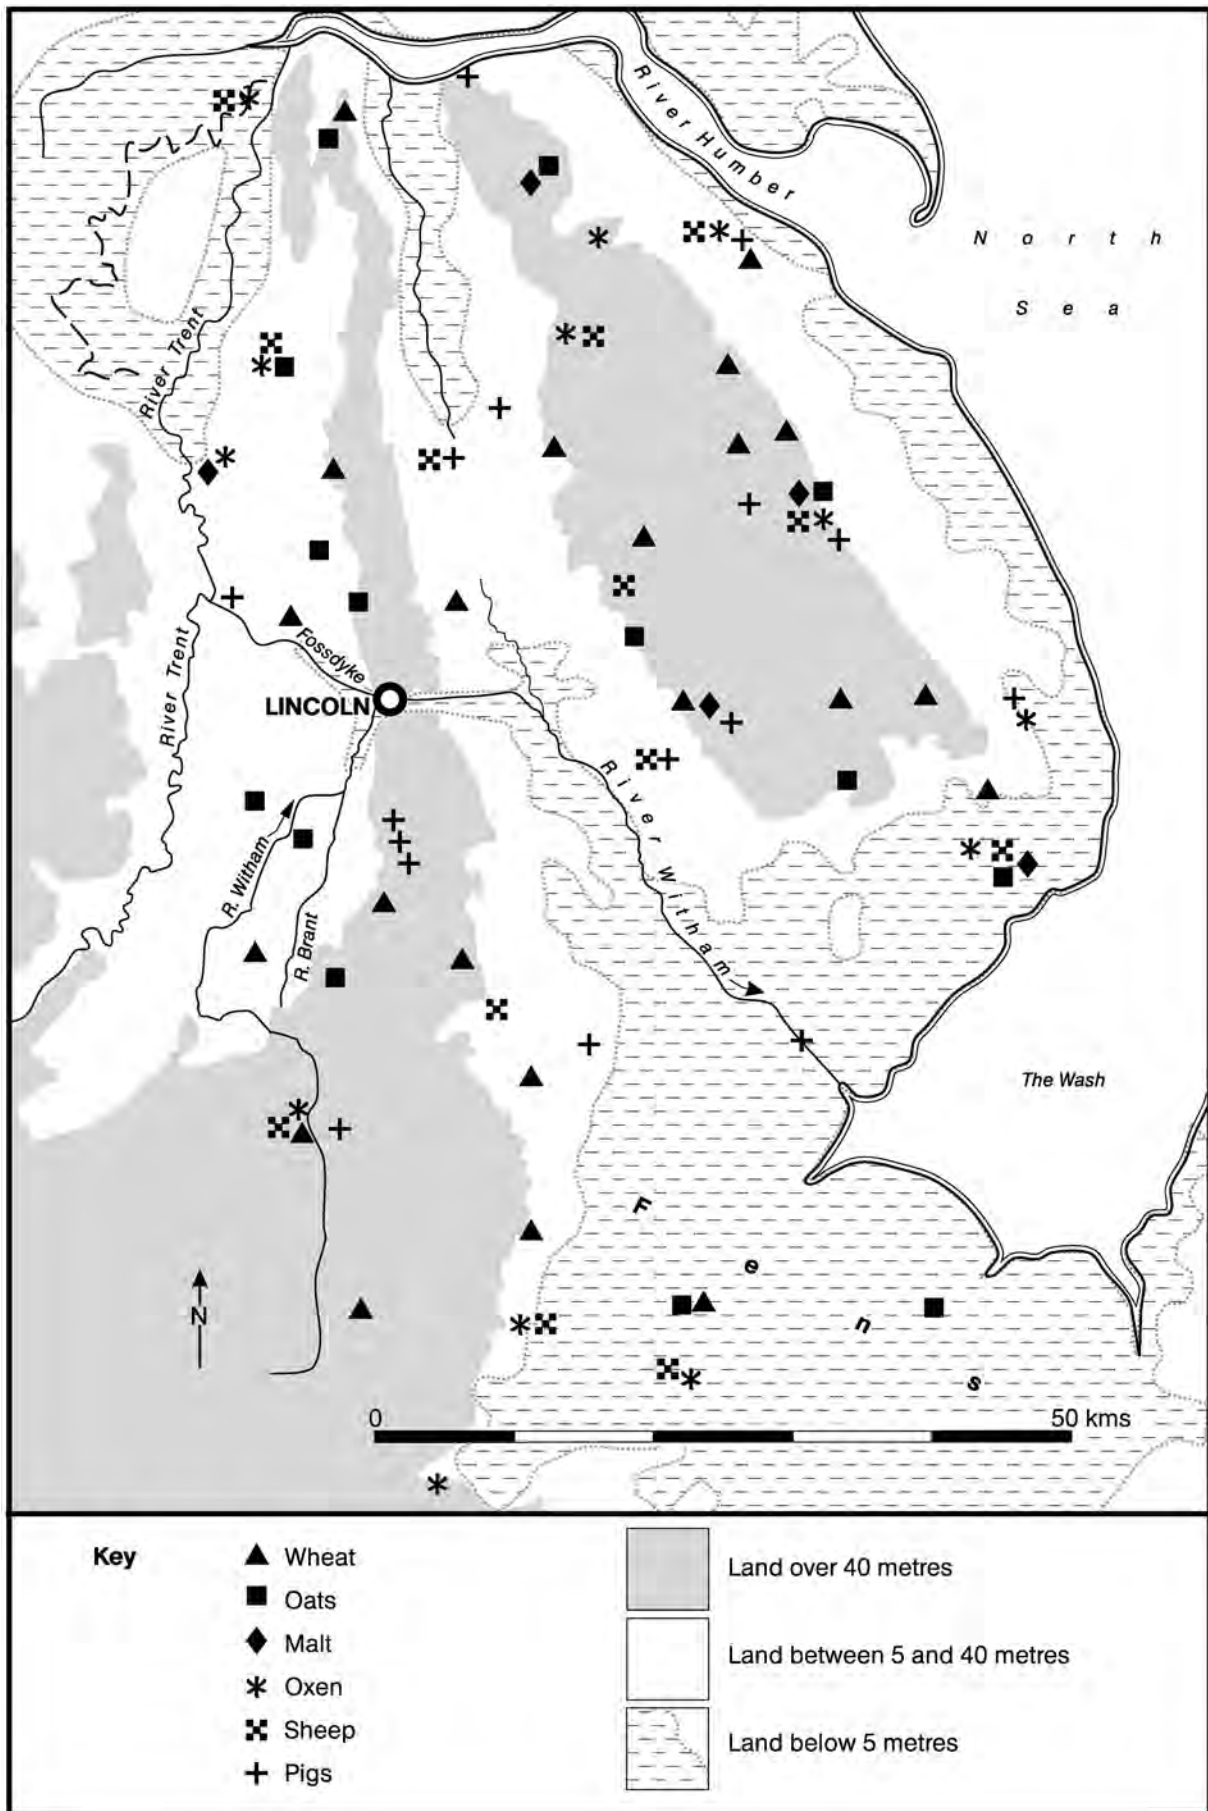 River Humber
North
Sea
River Trent
Fossdyke
River Trent
LINCOLN
River Witham
R. Witham
R. Brant
The Wash
Fens
N
0
50 kms
Key
Wheat
Oats
Malt
Oxen
Sheep
Pigs
Land over 40 metres
Land between 5 and 40 metres
Land below 5 metres